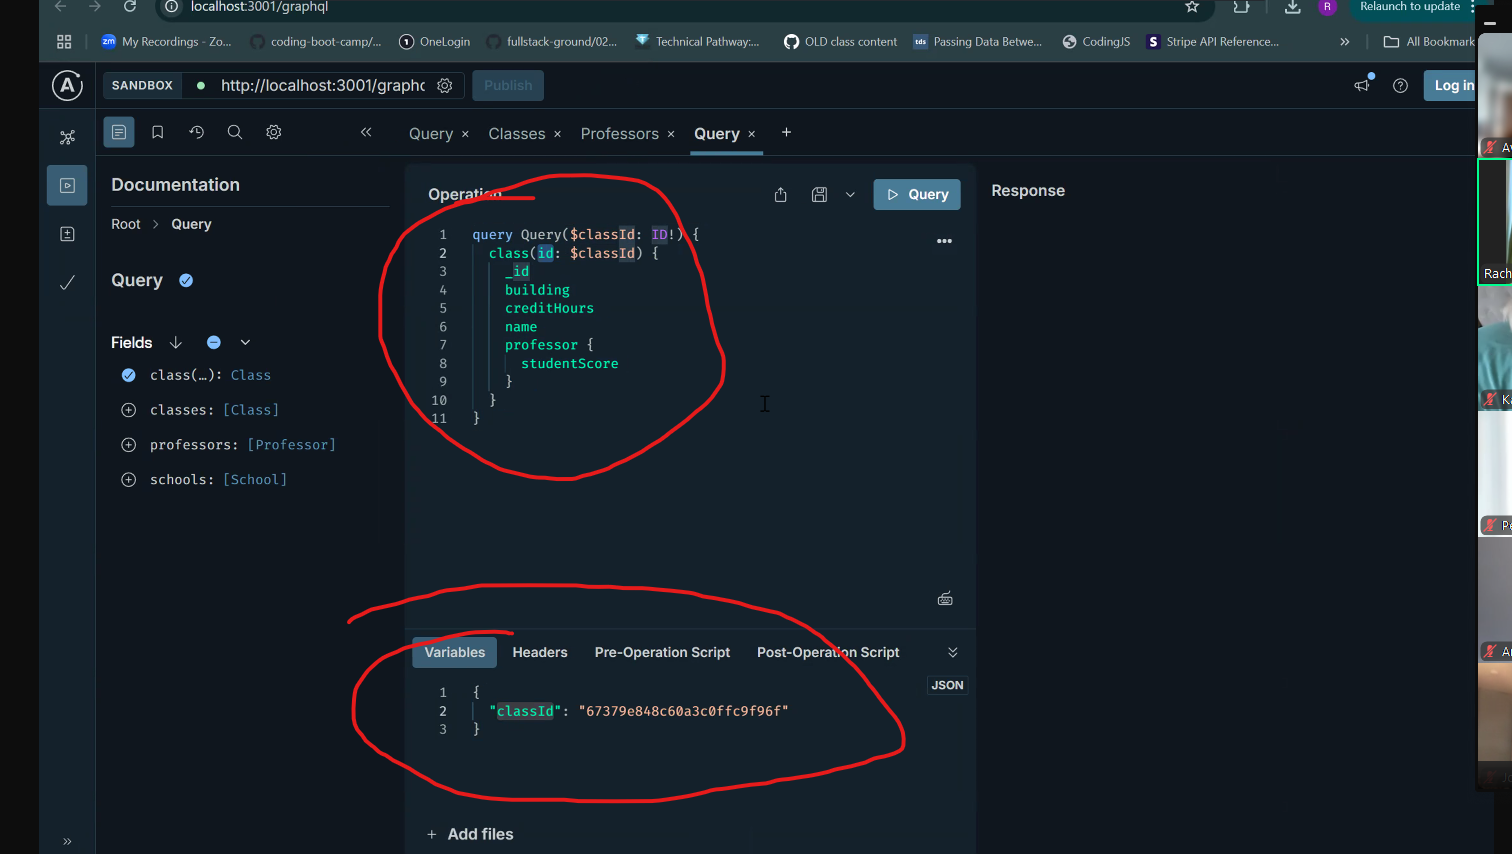 localhost:3001/graphql
R
Relaunch to update
zm My Recordings - Zo...
coding-boot-camp/...
1 OneLogin
fullstack-ground/02...
Technical Pathway:...
OLD class content
tds Passing Data Betwe...
CodingJS
S Stripe API Reference...
»
All Bookmark
A
SANDBOX
http://localhost:3001/graphc
Publish
Log in
Query ×
Classes ×
Professors ×
Query ×
+
Documentation
Root > Query
Query
Fields
class(…): Class
classes: [Class]
professors: [Professor]
schools: [School]
Operation
Query
1 query Query($classId: ID!) {
2 class(id: $classId) {
3 _id
4 building
5 creditHours
6 name
7 professor {
8 studentScore
9 }
10 }
11 }
Response
Variables
Headers
Pre-Operation Script
Post-Operation Script
JSON
1 {
2 "classId": "67379e848c60a3c0ffc9f96f"
3 }
+ Add files
Rach